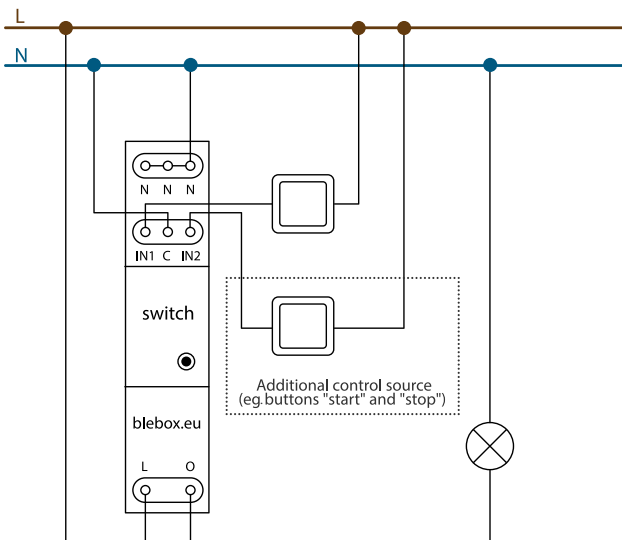 L
N
N N N
IN1 C IN2
switch
Additional control source
(eg. buttons "start" and "stop")
blebox.eu
L O